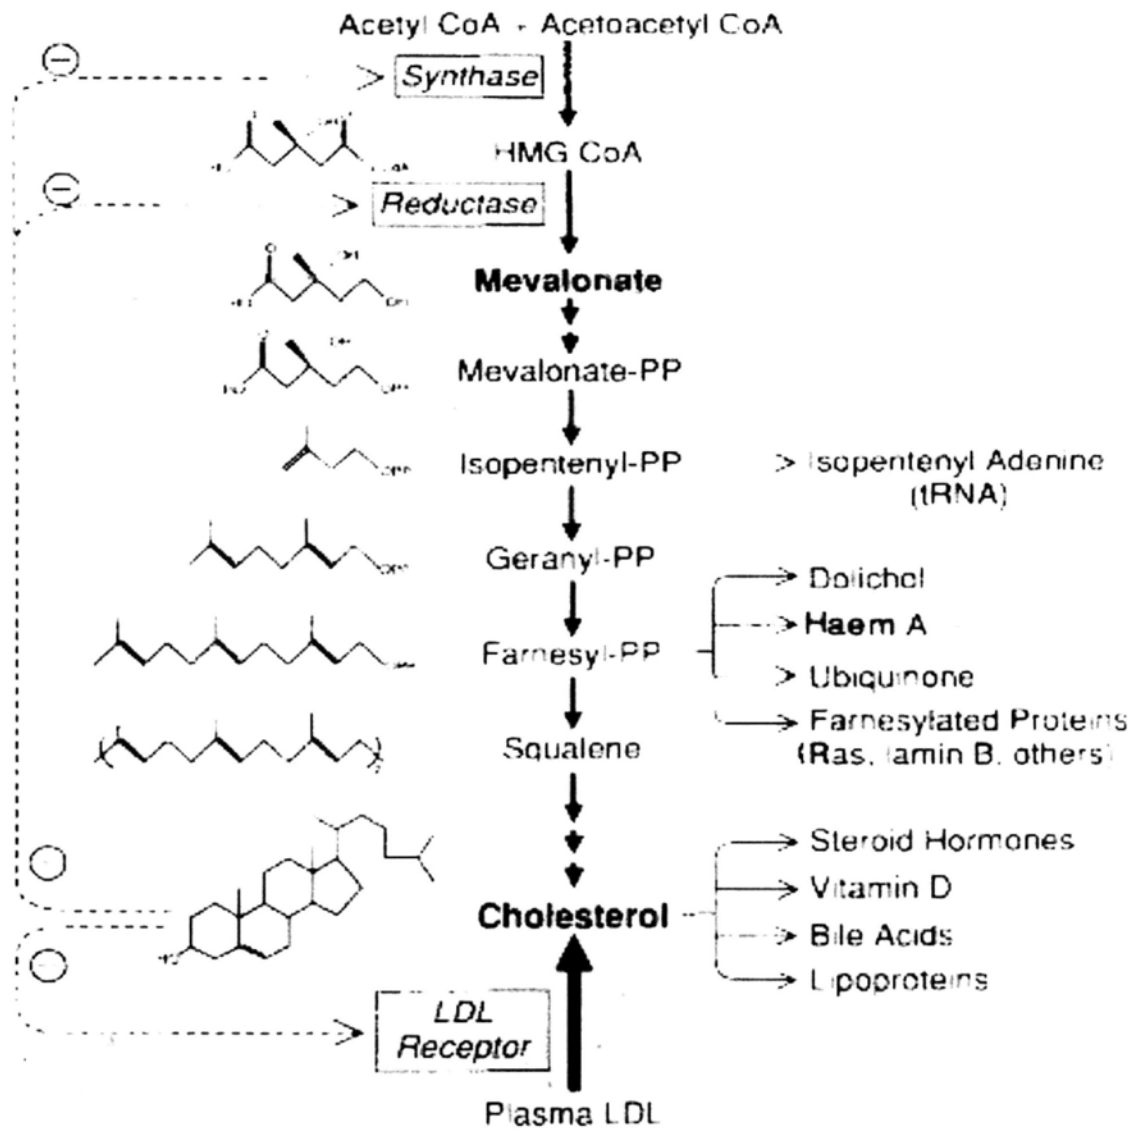 Acetyl CoA + Acetoacetyl CoA
Synthase
HMG CoA
Reductase
Mevalonate
Mevalonate-PP
Isopentenyl-PP
Isopentenyl Adenine
(tRNA)
Geranyl-PP
Dolichol
Haem A
Farnesyl-PP
Ubiquinone
Farnesylated Proteins
(Ras, lamin B, others)
Squalene
Steroid Hormones
Vitamin D
Cholesterol
Bile Acids
HO
Lipoproteins
LDL
Receptor
Plasma LDL